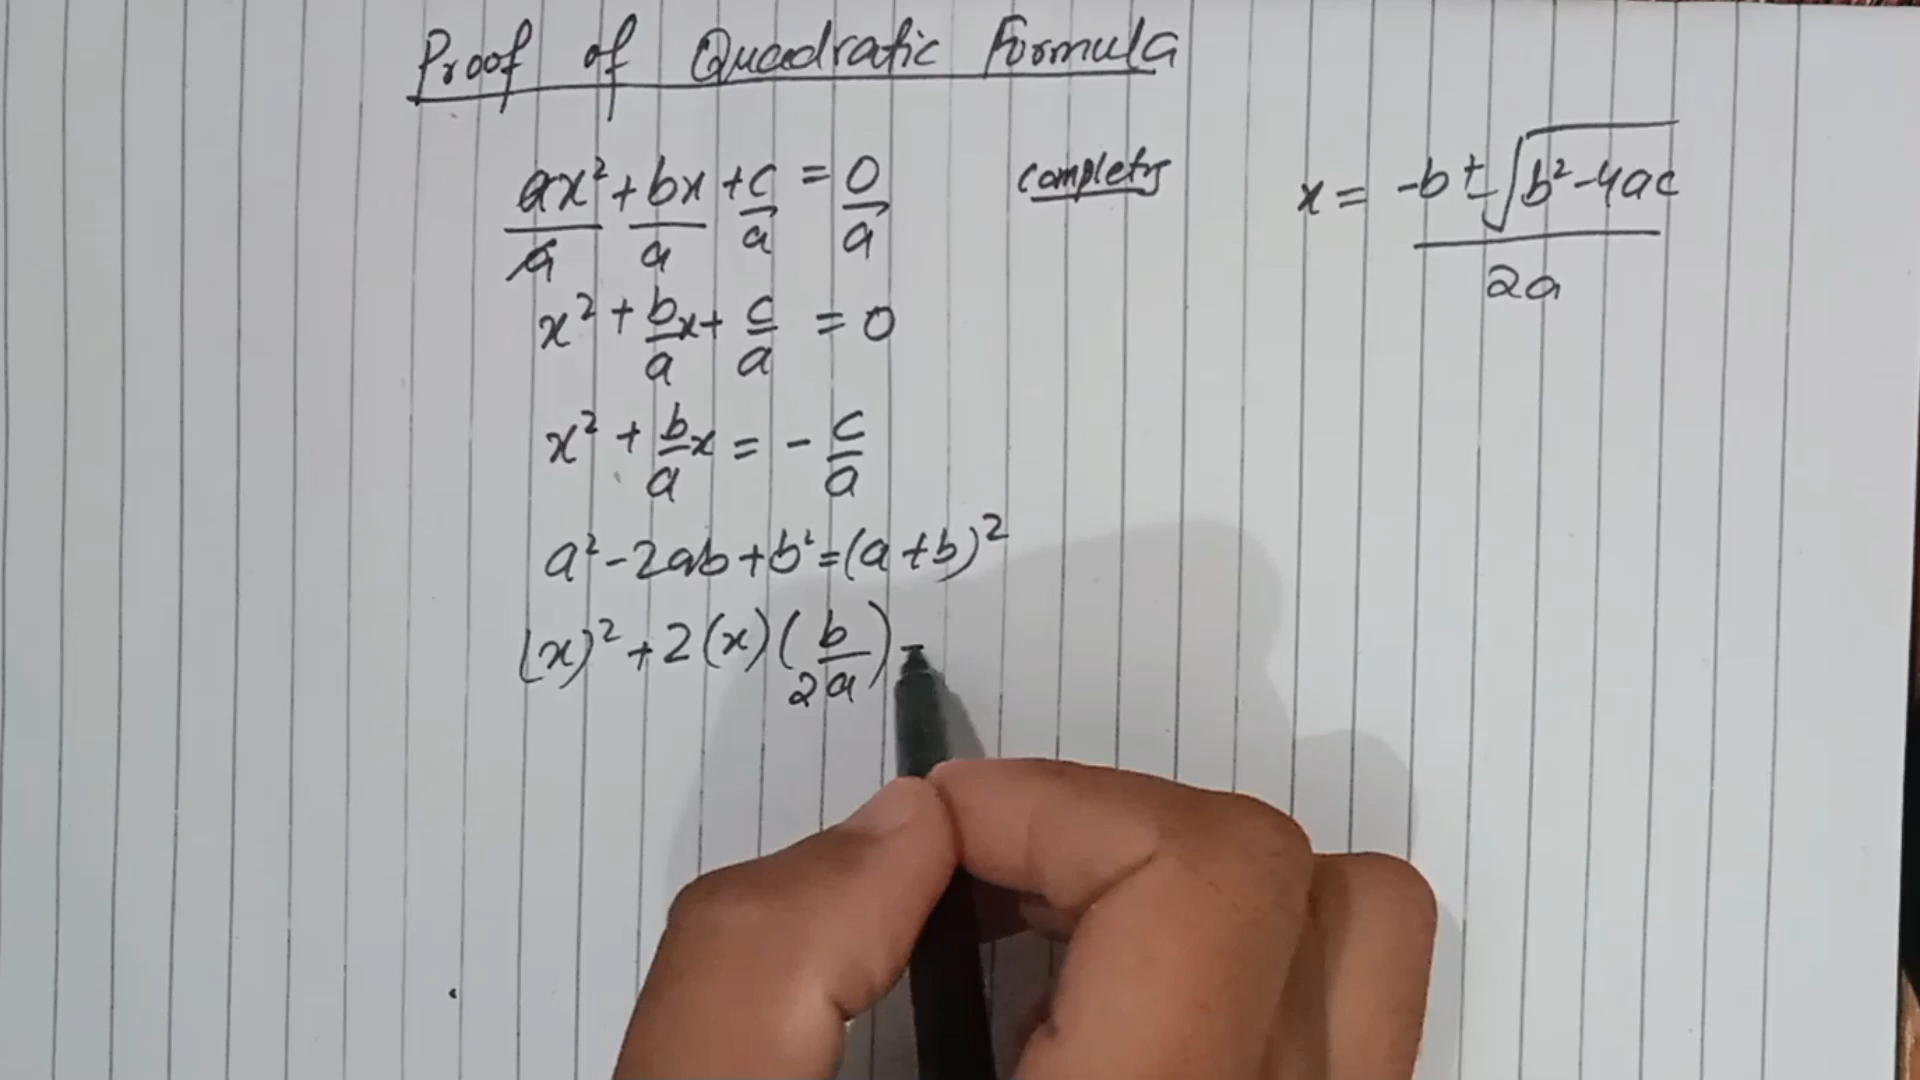 Proof of Quadratic Formula
ax²/a + bx/a + c/a = 0/a
completing
x = -b ± √(b² - 4ac) / 2a
x² + b/a x + c/a = 0
x² + b/a x = - c/a
a² - 2ab + b² = (a + b)²
(x)² + 2(x)(b/2a) =